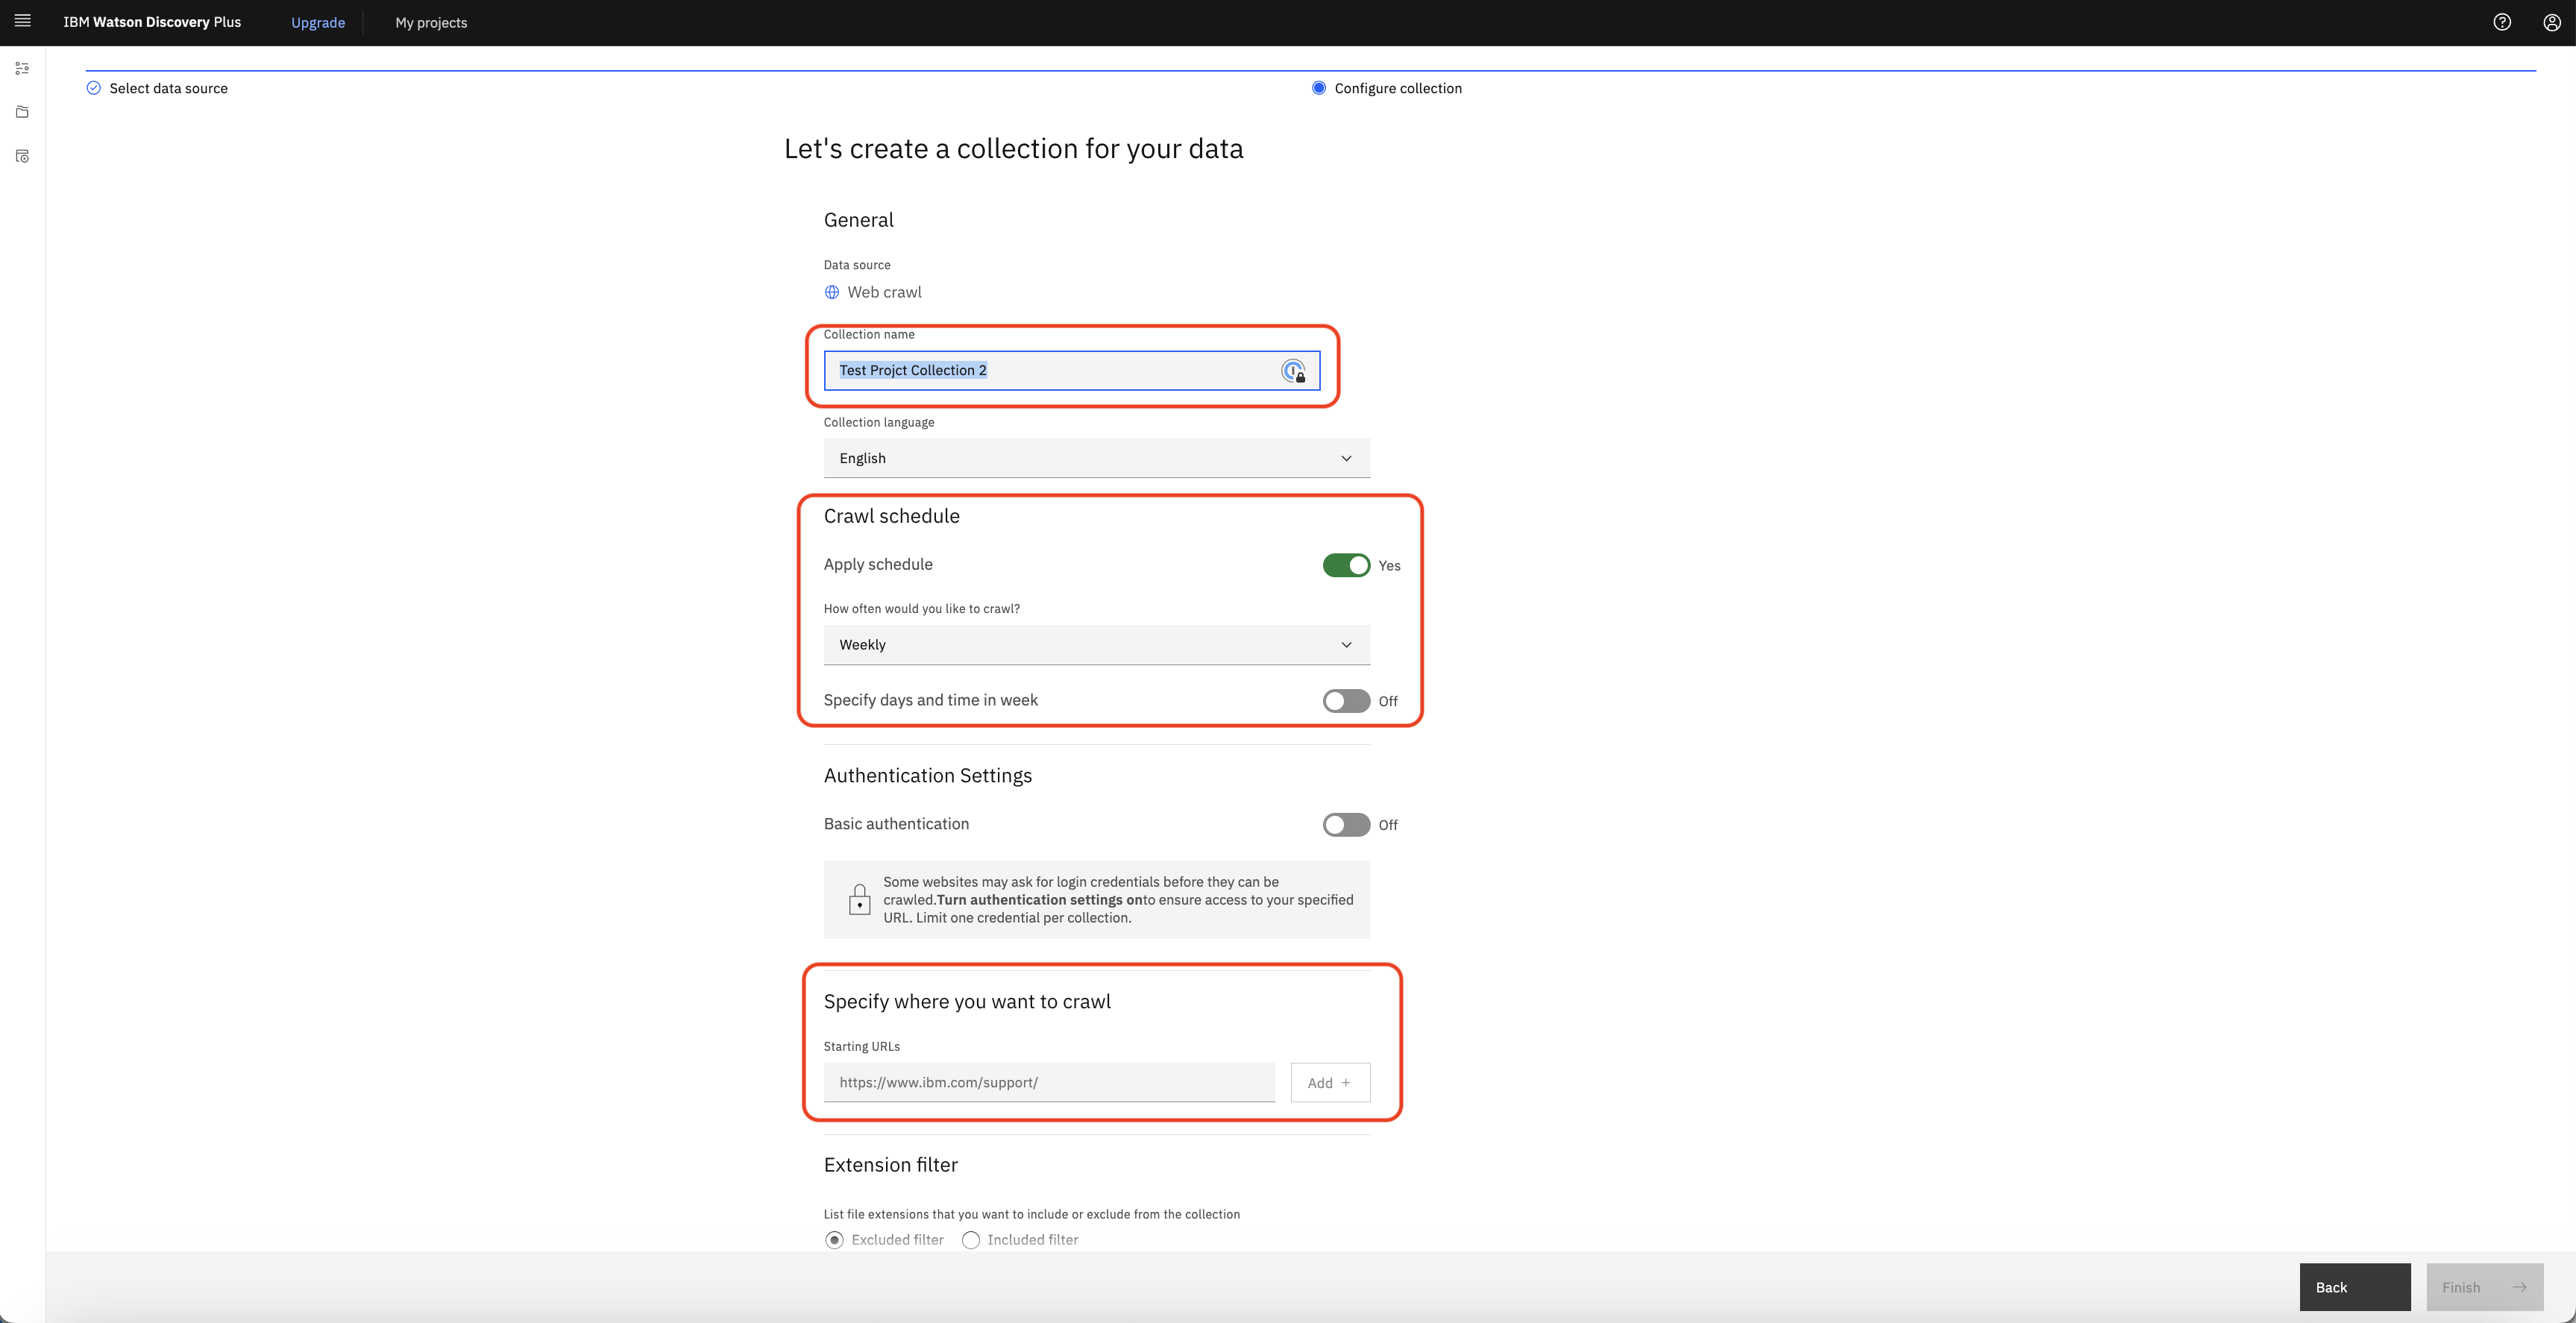 IBM Watson Discovery Plus
Upgrade
My projects
Select data source
Configure collection
Let's create a collection for your data
General
Data source
Web crawl
Collection name
Test Projct Collection 2
Collection language
English
Crawl schedule
Apply schedule
Yes
How often would you like to crawl?
Weekly
Specify days and time in week
Off
Authentication Settings
Basic authentication
Off
Some websites may ask for login credentials before they can be
crawled.Turn authentication settings onto ensure access to your specified
URL. Limit one credential per collection.
Specify where you want to crawl
Starting URLs
https://www.ibm.com/support/
Add +
Extension filter
List file extensions that you want to include or exclude from the collection
Excluded filter
Included filter
Back
Finish